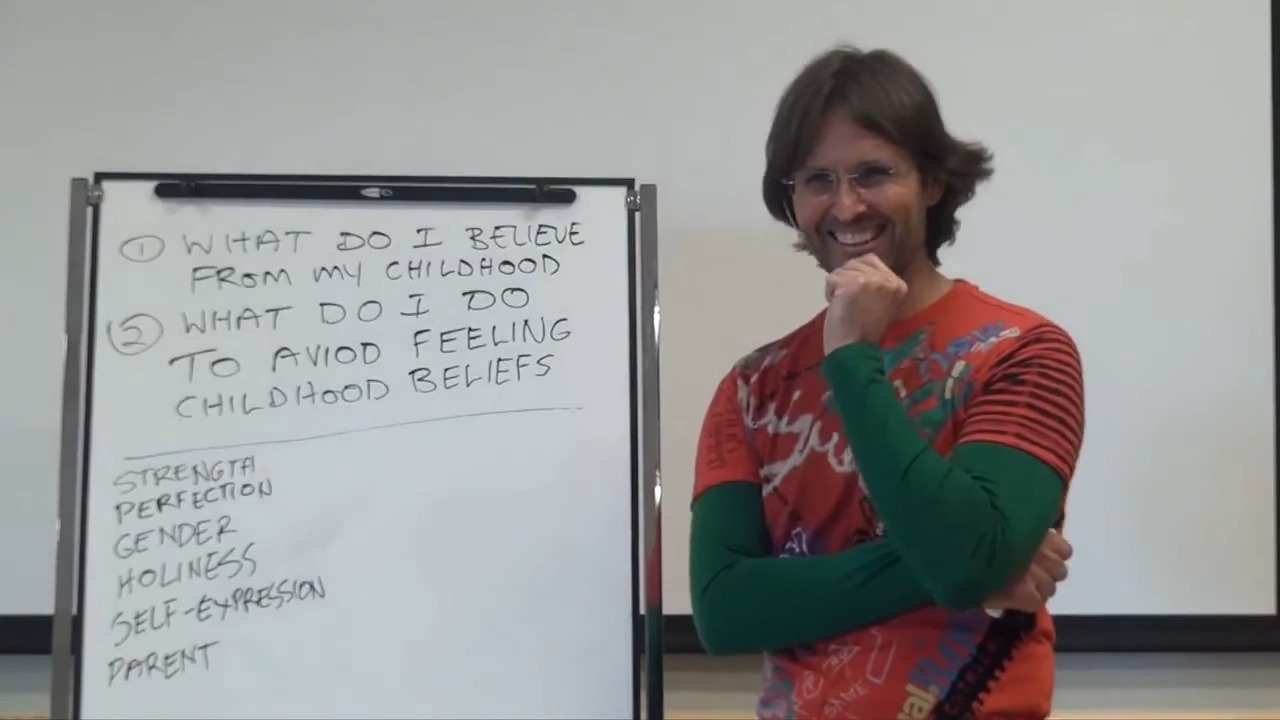 ① WHAT DO I BELIEVE
FROM MY CHILDHOOD
② WHAT DO I DO
TO AVIOD FEELING
CHILDHOOD BELIEFS
STRENGTH
PERFECTION
GENDER
HOLINESS
SELF-EXPRESSION
PARENT
SAME